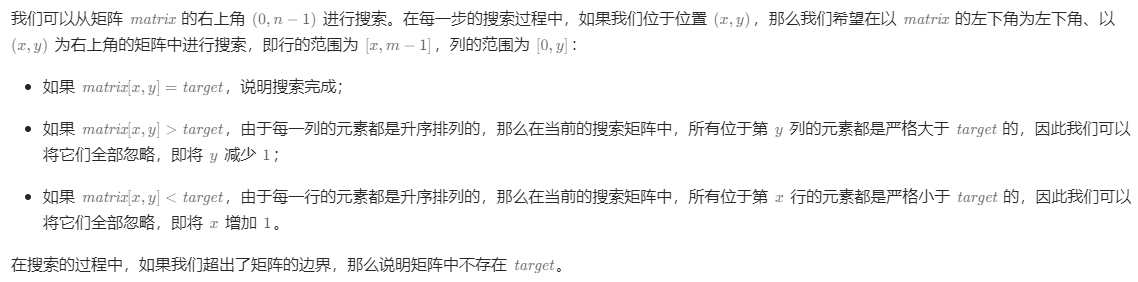 我们可以从矩阵 matrix 的右上角 (0, n − 1) 进行搜索。在每一步的搜索过程中，如果我们位于位置 (x, y)，那么我们希望在以 matrix 的左下角为左下角、以
(x, y) 为右上角的矩阵中进行搜索，即行的范围为 [x, m − 1]，列的范围为 [0, y]：
• 如果 matrix[x, y] = target，说明搜索完成；
• 如果 matrix[x, y] > target，由于每一列的元素都是升序排列的，那么在当前的搜索矩阵中，所有位于第 y 列的元素都是严格大于 target 的，因此我们可以
将它们全部忽略，即将 y 减少 1；
• 如果 matrix[x, y] < target，由于每一行的元素都是升序排列的，那么在当前的搜索矩阵中，所有位于第 x 行的元素都是严格小于 target 的，因此我们可以
将它们全部忽略，即将 x 增加 1。
在搜索的过程中，如果我们超出了矩阵的边界，那么说明矩阵中不存在 target。